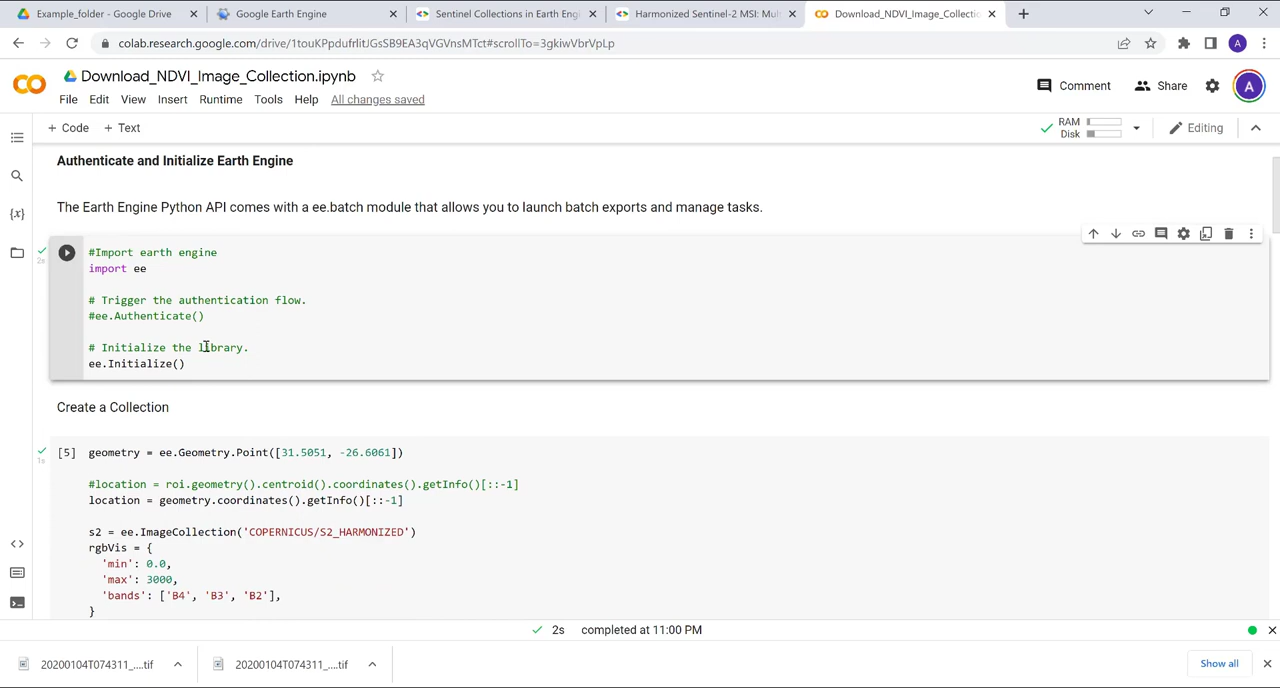 Example_folder - Google Drive
Google Earth Engine
Sentinel Collections in Earth Eng
Harmonized Sentinel-2 MSI: Mul
Download_NDVI_Image_Collectio
colab.research.google.com/drive/
A
Download_NDVI_Image_Collection.ipynb
File Edit View Insert Runtime Tools Help All changes saved
Comment Share A
+ Code + Text
RAM
Disk
Editing
Authenticate and Initialize Earth Engine
The Earth Engine Python API comes with a ee.batch module that allows you to launch batch exports and manage tasks.
2s
#Import earth engine
import ee
# Trigger the authentication flow.
#ee.Authenticate()
# Initialize the library.
ee.Initialize()
Create a Collection
1s
[5] geometry = ee.Geometry.Point([31.5051, -26.6061])
#location = roi.geometry().centroid().coordinates().getInfo()[::-1]
location = geometry.coordinates().getInfo()[::-1]
s2 = ee.ImageCollection('COPERNICUS/S2_HARMONIZED')
rgbVis = {
'min': 0.0,
'max': 3000,
'bands': ['B4', 'B3', 'B2'],
}
2s completed at 11:00 PM
20200104T074311_....tif
20200104T074311_....tif
Show all